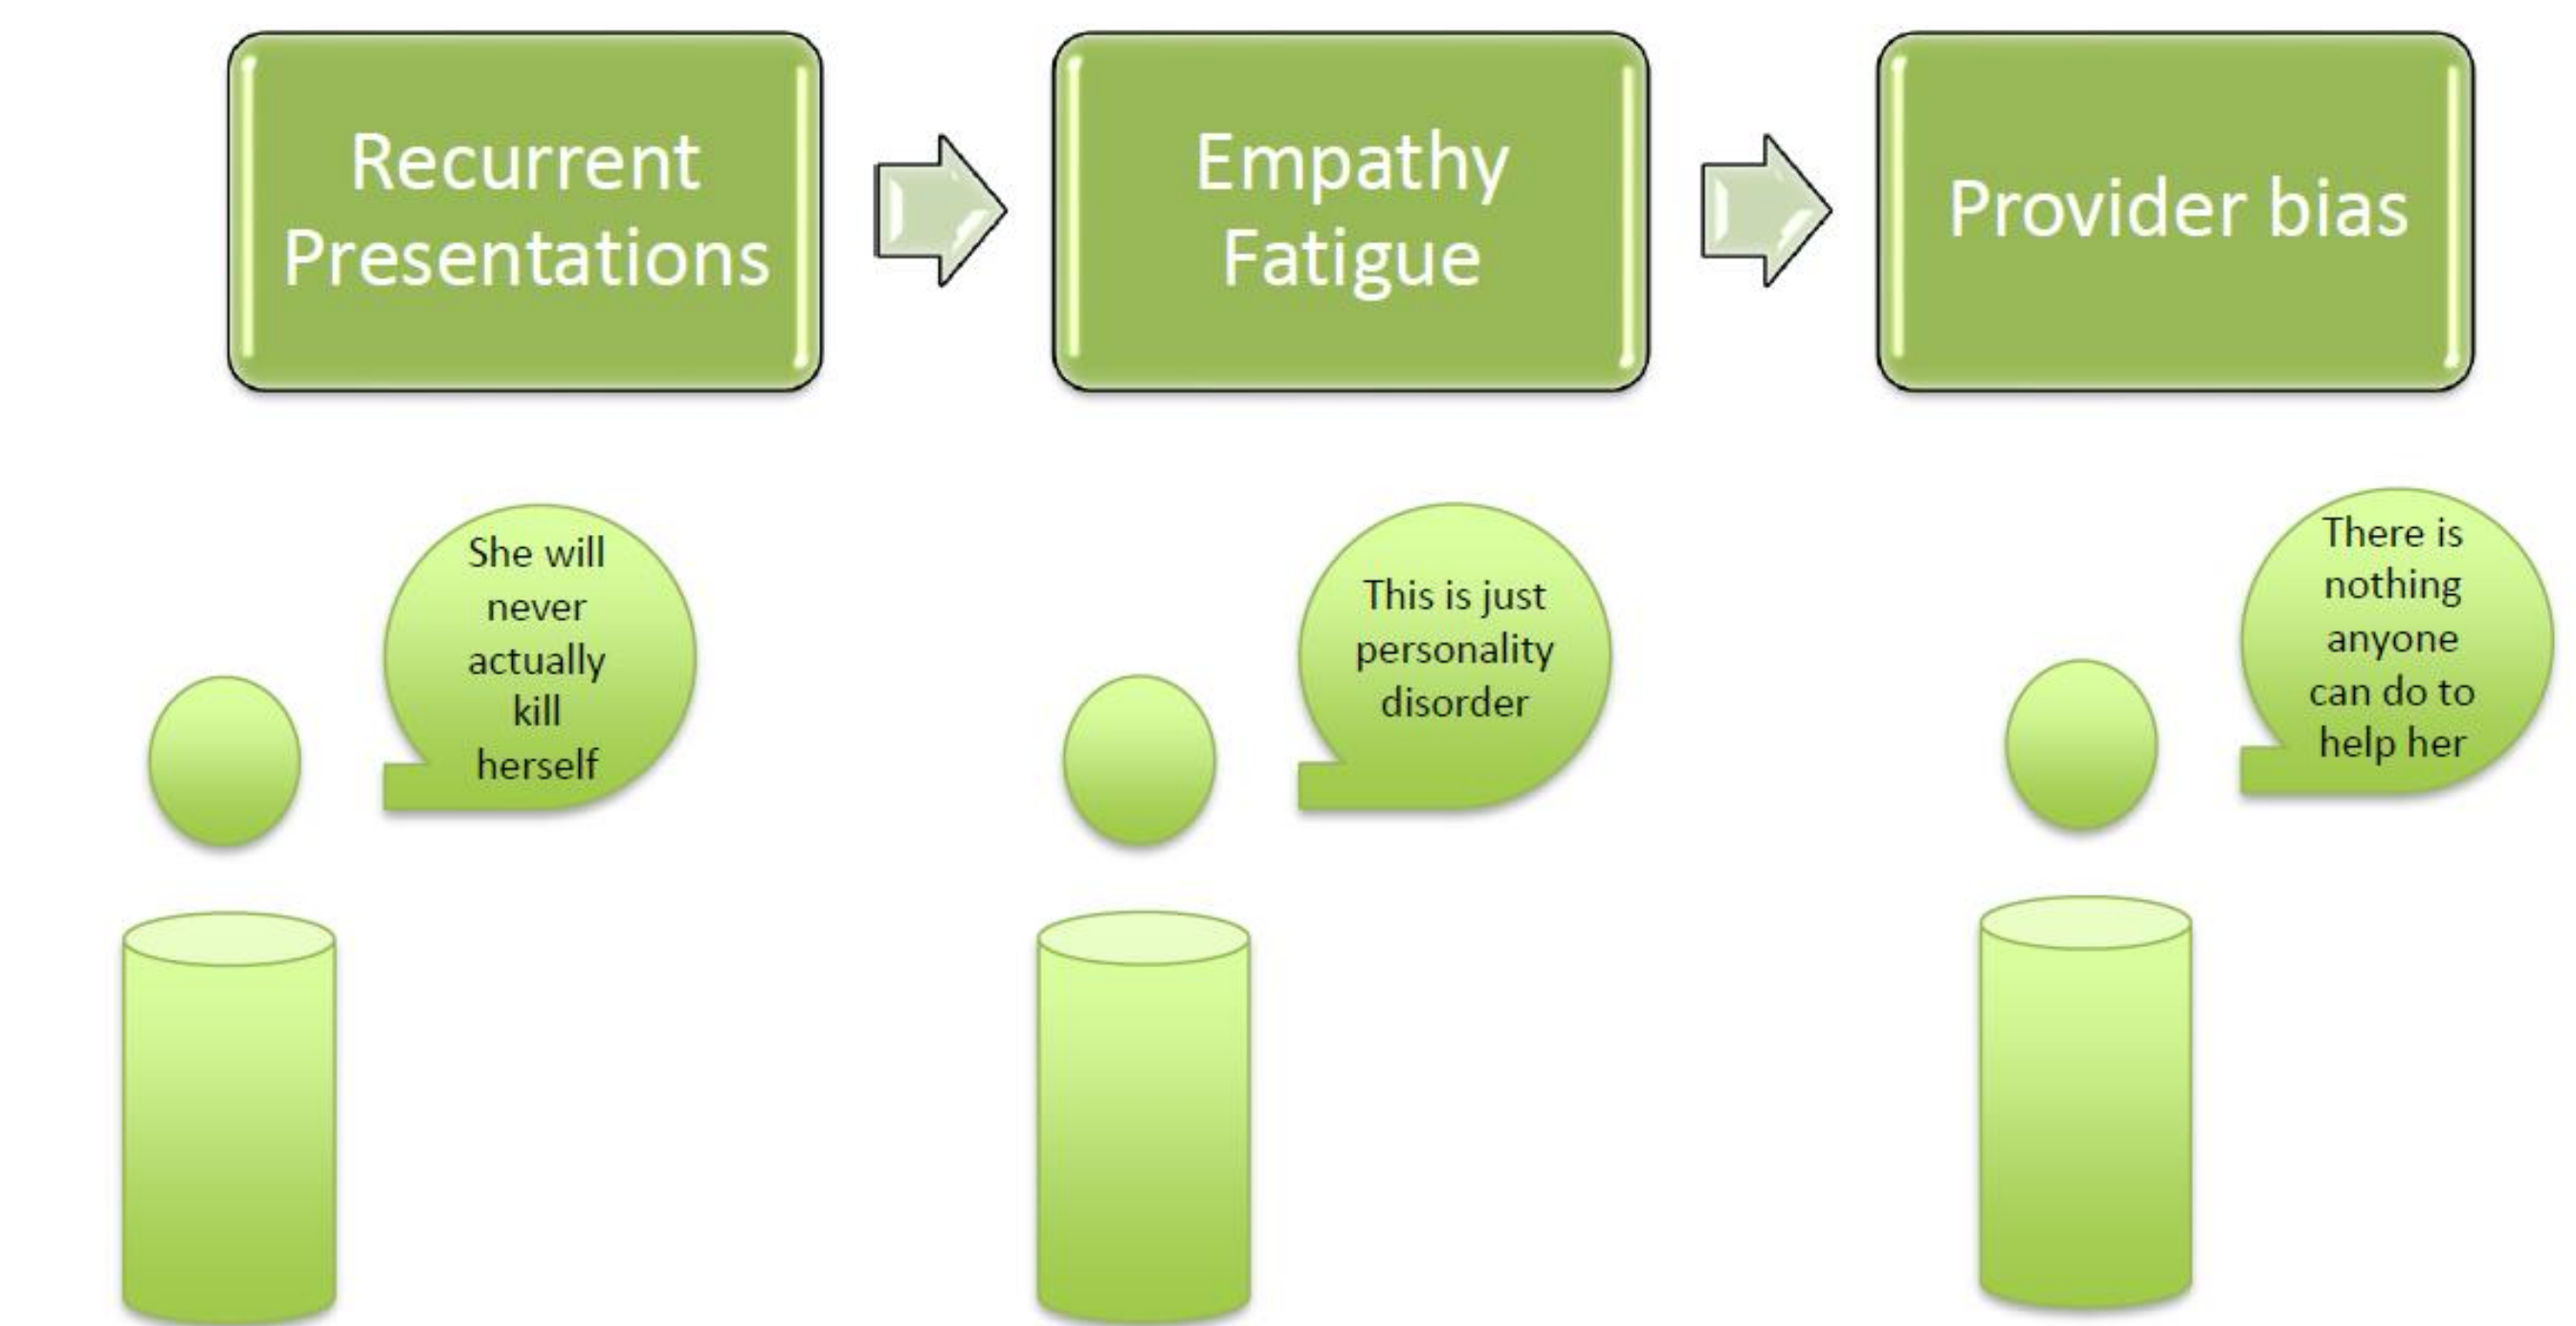 Recurrent
Presentations
Empathy
Fatigue
Provider bias
She will
never
actually
kill
herself
This is just
personality
disorder
There is
nothing
anyone
can do to
help her